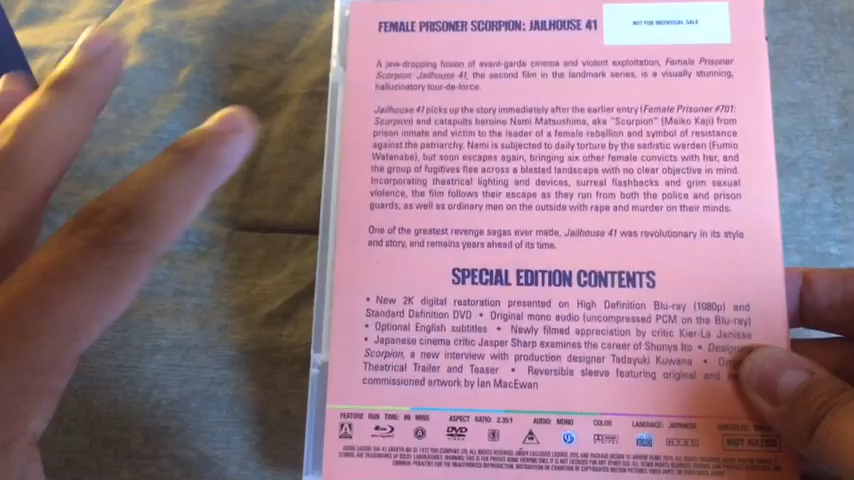 FEMALE PRISONER SCORPION: JAILHOUSE 41
NOT FOR INDIVIDUAL SALE
A jaw-dropping fusion of avant-garde cinema and violent exploitation, Female Prisoner
Scorpion: Jailhouse 41, the second film in the landmark series, is a visually stunning,
hallucinatory tour-de-force.
Jailhouse 41 picks up the story immediately after the earlier entry (Female Prisoner #701:
Scorpion) and catapults heroine Nami Matsushima, aka "Scorpion" (Meiko Kaji) from
prison inmate and victim to the leader of a female rebellion and symbol of resistance
against the patriarchy. Nami is subjected to daily torture by the sadistic warden (Fumio
Watanabe), but soon escapes again, bringing six other female convicts with her, and
the group of fugitives flee across a blasted landscape with no clear objective in mind.
Incorporating theatrical lighting and devices, surreal flashbacks and grim sexual
violence, the film follows their escape as they run from both the police and prison
guards, as well as ordinary men on the outside with rape and murder on their minds.
One of the greatest revenge sagas ever made, Jailhouse 41 was revolutionary in its style
and story, and remains years ahead of its time.
SPECIAL EDITION CONTENTS
• New 2K digital restoration presented on High Definition Blu-ray (1080p) and
Standard Definition DVD • Original mono audio (uncompressed PCM on the Blu-ray)
• Optional English subtitles • Newly filmed appreciation by critic Kier-La Janisse
• Japanese cinema critic Jasper Sharp examines the career of Shunya Ito •
Scorpion, a new interview with production designer Tadayuki Kuwana •
Theatrical Trailer and Teaser • Reversible sleeve featuring original and
commissioned artwork by Ian MacEwan
FEATURE RUN TIME: 89 MINS ASPECT RATIO: 2.35:1 AUDIO: MONO COLOR LANGUAGE: JAPANESE
NOT LICENSED